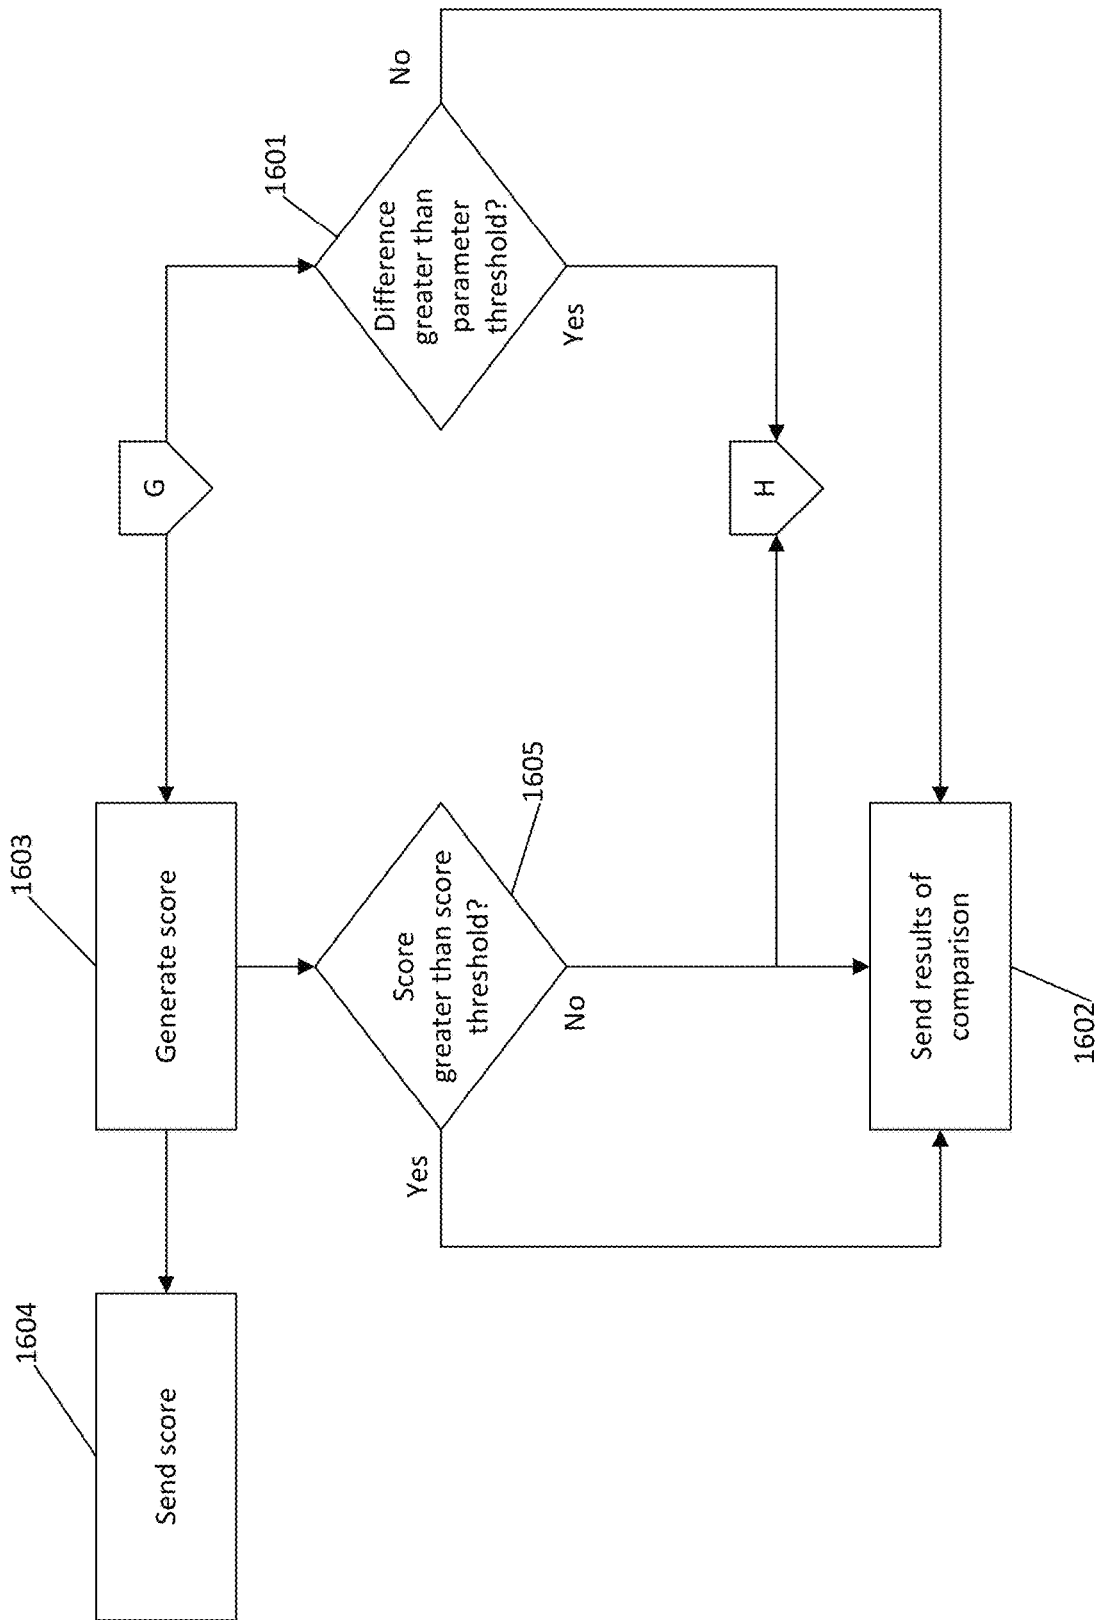 1604
Send score
1603
Generate score
G
1601
Difference
greater than
parameter
threshold?
No
Yes
Score
greater than score
threshold?
1605
Yes
No
H
Send results of
comparison
1602